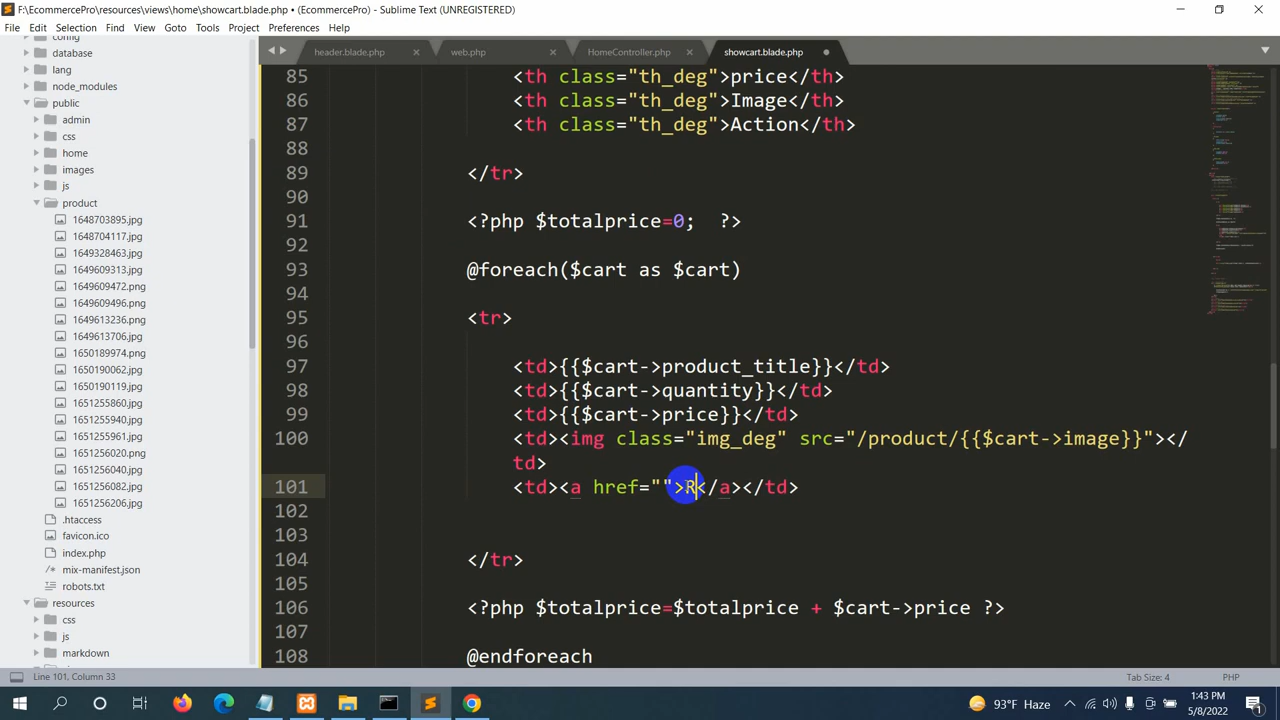 F:\EcommercePro\resources\views\home\showcart.blade.php • (EcommercePro) - Sublime Text (UNREGISTERED)
File Edit Selection Find View Goto Tools Project Preferences Help
config
database
lang
node_modules
public
admin
css
home
images
js
product
1648703895.jpg
1648704117.jpg
1649328463.jpg
1649609313.jpg
1649609472.png
1649609496.png
1649613236.png
1649613706.jpg
1650189974.png
1650190062.jpg
1650190119.jpg
1651255860.jpg
1651255940.jpg
1651255961.jpg
1651256020.png
1651256040.jpg
1651256082.jpg
1651256206.jpg
.htaccess
favicon.ico
index.php
mix-manifest.json
robots.txt
resources
css
js
markdown
header.blade.php web.php HomeController.php showcart.blade.php
85 <th class="th_deg">price</th>
86 <th class="th_deg">Image</th>
87 <th class="th_deg">Action</th>
88
89 </tr>
90
91 <?php $totalprice=0; ?>
92
93 @foreach($cart as $cart)
94
95 <tr>
96
97 <td>{{$cart->product_title}}</td>
98 <td>{{$cart->quantity}}</td>
99 <td>{{$cart->price}}</td>
100 <td><img class="img_deg" src="/product/{{$cart->image}}"></
td>
101 <td><a href="">R</a></td>
102
103
104 </tr>
105
106 <?php $totalprice=$totalprice + $cart->price ?>
107
108 @endforeach
Line 101, Column 33 Tab Size: 4 PHP
93°F Haze 1:43 PM
5/8/2022